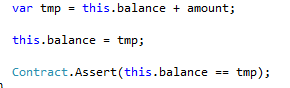 var tmp = this.balance + amount;
this.balance = tmp;
Contract.Assert(this.balance == tmp);